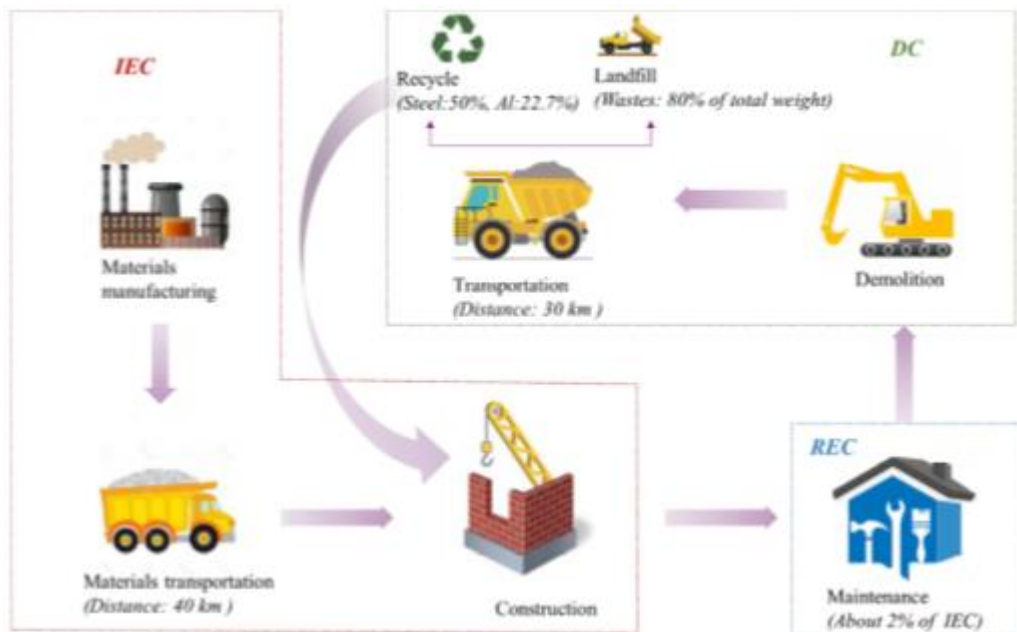 IEC
Materials
manufacturing
Materials transportation
(Distance: 40 km )
Construction
DC
Recycle
(Steel:50%, Al:22.7%)
Landfill
(Wastes: 80% of total weight)
Transportation
(Distance: 30 km )
Demolition
REC
Maintenance
(About 2% of IEC)